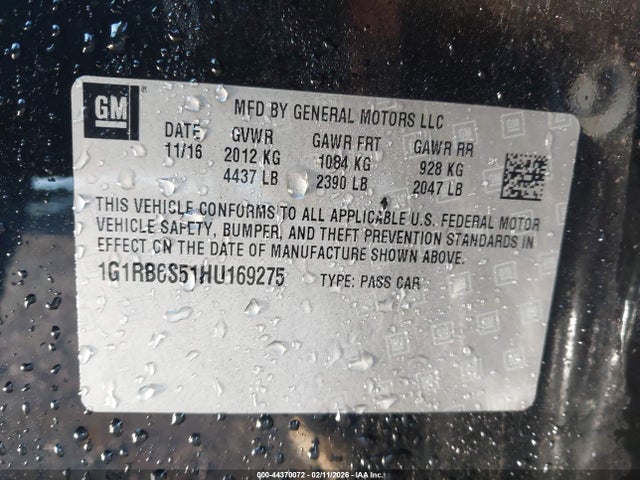 GM
MFD BY GENERAL MOTORS LLC
DATE GVWR GAWR FRT GAWR RR
11/16 2012 KG 1084 KG 928 KG
4437 LB 2390 LB 2047 LB
THIS VEHICLE CONFORMS TO ALL APPLICABLE U.S. FEDERAL MOTOR
VEHICLE SAFETY, BUMPER, AND THEFT PREVENTION STANDARDS IN
EFFECT ON THE DATE OF MANUFACTURE SHOWN ABOVE.
1G1RB6S51HU169275 TYPE: PASS CAR
000-44370072 - 02/11/2026 - IAAI.COM